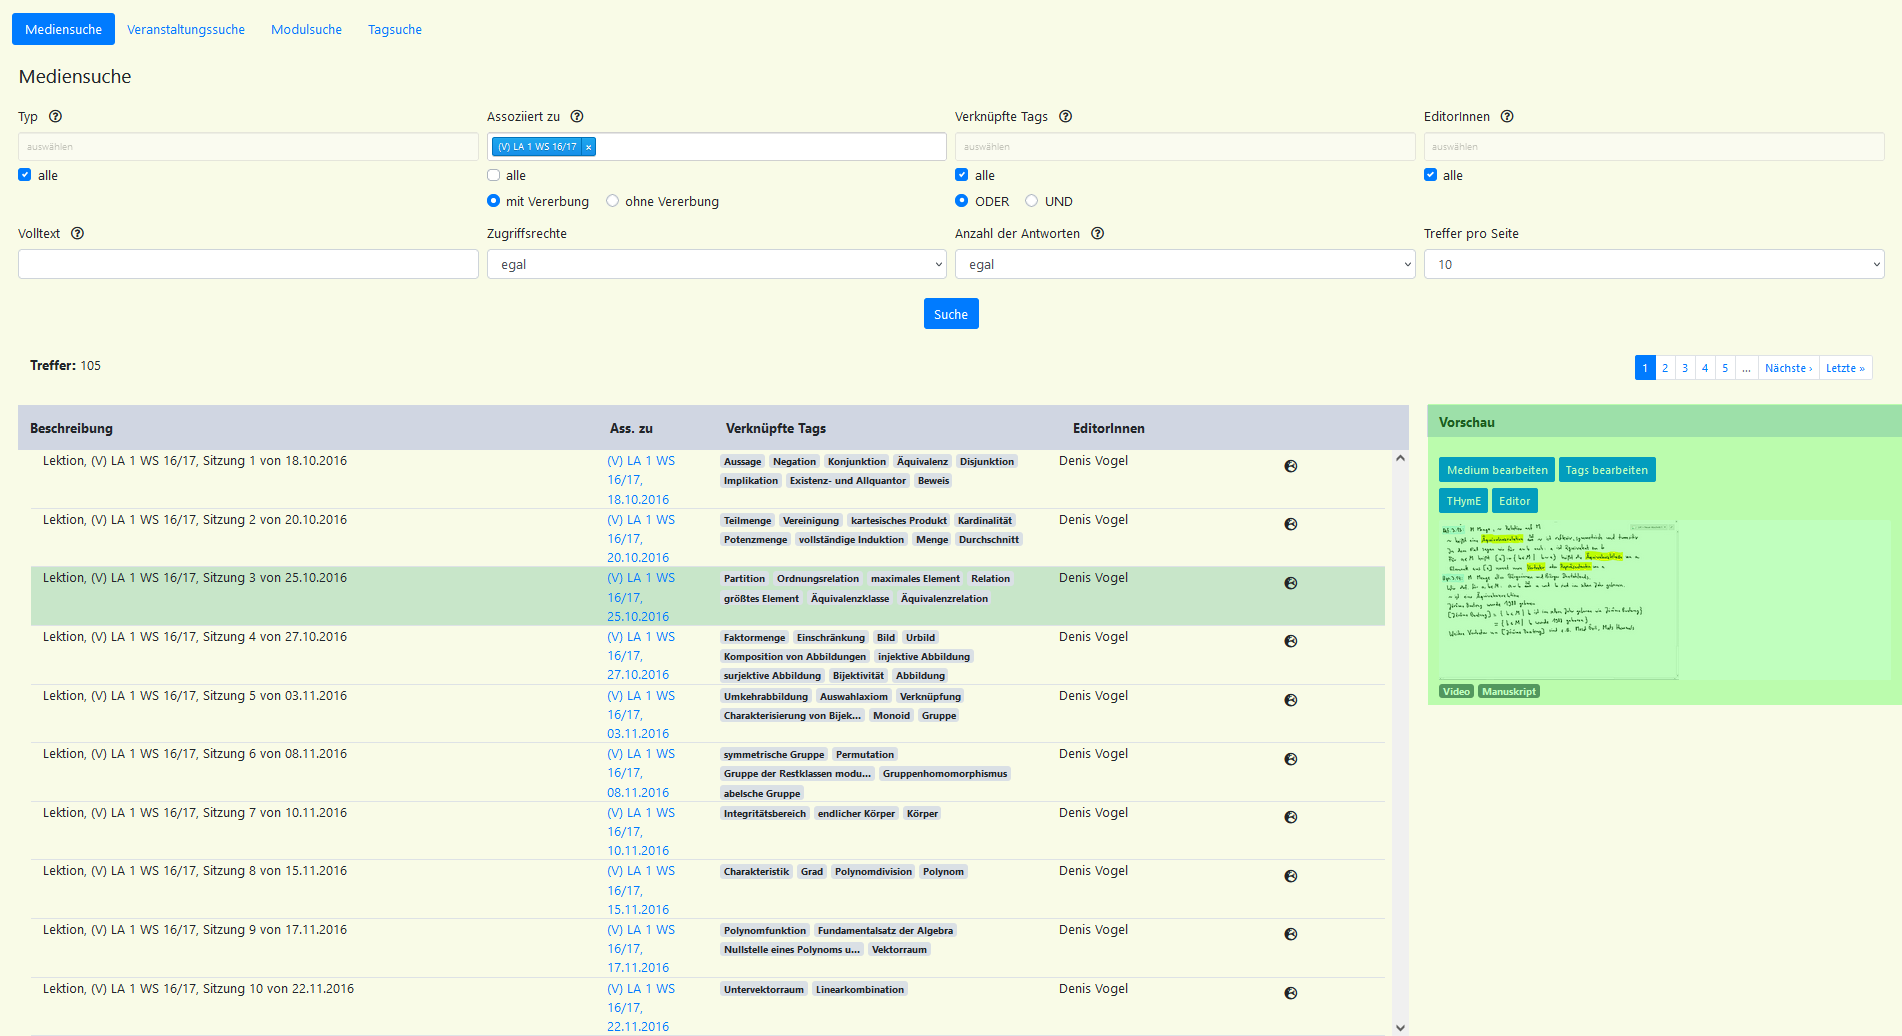 Mediensuche Veranstaltungssuche Modulsuche Tagsuche
Mediensuche
Typ Assoziiert zu Verknüpfte Tags EditorInnen
auswählen (V) LA 1 WS 16/17 × auswählen auswählen
alle alle alle alle
mit Vererbung ohne Vererbung ODER UND
Volltext Zugriffsrechte Anzahl der Antworten Treffer pro Seite
egal egal 10
Suche
Treffer: 105
1 2 3 4 5 ... Nächste › Letzte »
Beschreibung Ass. zu Verknüpfte Tags EditorInnen
Lektion, (V) LA 1 WS 16/17, Sitzung 1 von 18.10.2016 (V) LA 1 WS Aussage Negation Konjunktion Äquivalenz Disjunktion Denis Vogel
16/17, Implikation Existenz- und Allquantor Beweis
18.10.2016
Lektion, (V) LA 1 WS 16/17, Sitzung 2 von 20.10.2016 (V) LA 1 WS Teilmenge Vereinigung kartesisches Produkt Kardinalität Denis Vogel
16/17, Potenzmenge vollständige Induktion Menge Durchschnitt
20.10.2016
Lektion, (V) LA 1 WS 16/17, Sitzung 3 von 25.10.2016 (V) LA 1 WS Partition Ordnungsrelation maximales Element Relation Denis Vogel
16/17, größtes Element Äquivalenzklasse Äquivalenzrelation
25.10.2016
Lektion, (V) LA 1 WS 16/17, Sitzung 4 von 27.10.2016 (V) LA 1 WS Faktormenge Einschränkung Bild Urbild Denis Vogel
16/17, Komposition von Abbildungen injektive Abbildung
27.10.2016 surjektive Abbildung Bijektivität Abbildung
Lektion, (V) LA 1 WS 16/17, Sitzung 5 von 03.11.2016 (V) LA 1 WS Umkehrabbildung Auswahlaxiom Verknüpfung Denis Vogel
16/17, Charakterisierung von Bijek... Monoid Gruppe
03.11.2016
Lektion, (V) LA 1 WS 16/17, Sitzung 6 von 08.11.2016 (V) LA 1 WS symmetrische Gruppe Permutation Denis Vogel
16/17, Gruppe der Restklassen modu... Gruppenhomomorphismus
08.11.2016 abelsche Gruppe
Lektion, (V) LA 1 WS 16/17, Sitzung 7 von 10.11.2016 (V) LA 1 WS Integritätsbereich endlicher Körper Körper Denis Vogel
16/17,
10.11.2016
Lektion, (V) LA 1 WS 16/17, Sitzung 8 von 15.11.2016 (V) LA 1 WS Charakteristik Grad Polynomdivision Polynom Denis Vogel
16/17,
15.11.2016
Lektion, (V) LA 1 WS 16/17, Sitzung 9 von 17.11.2016 (V) LA 1 WS Polynomfunktion Fundamentalsatz der Algebra Denis Vogel
16/17, Nullstelle eines Polynoms u... Vektorraum
17.11.2016
Lektion, (V) LA 1 WS 16/17, Sitzung 10 von 22.11.2016 (V) LA 1 WS Untervektorraum Linearkombination Denis Vogel
16/17,
22.11.2016
Vorschau
Medium bearbeiten Tags bearbeiten
THymE Editor
Video Manuskript